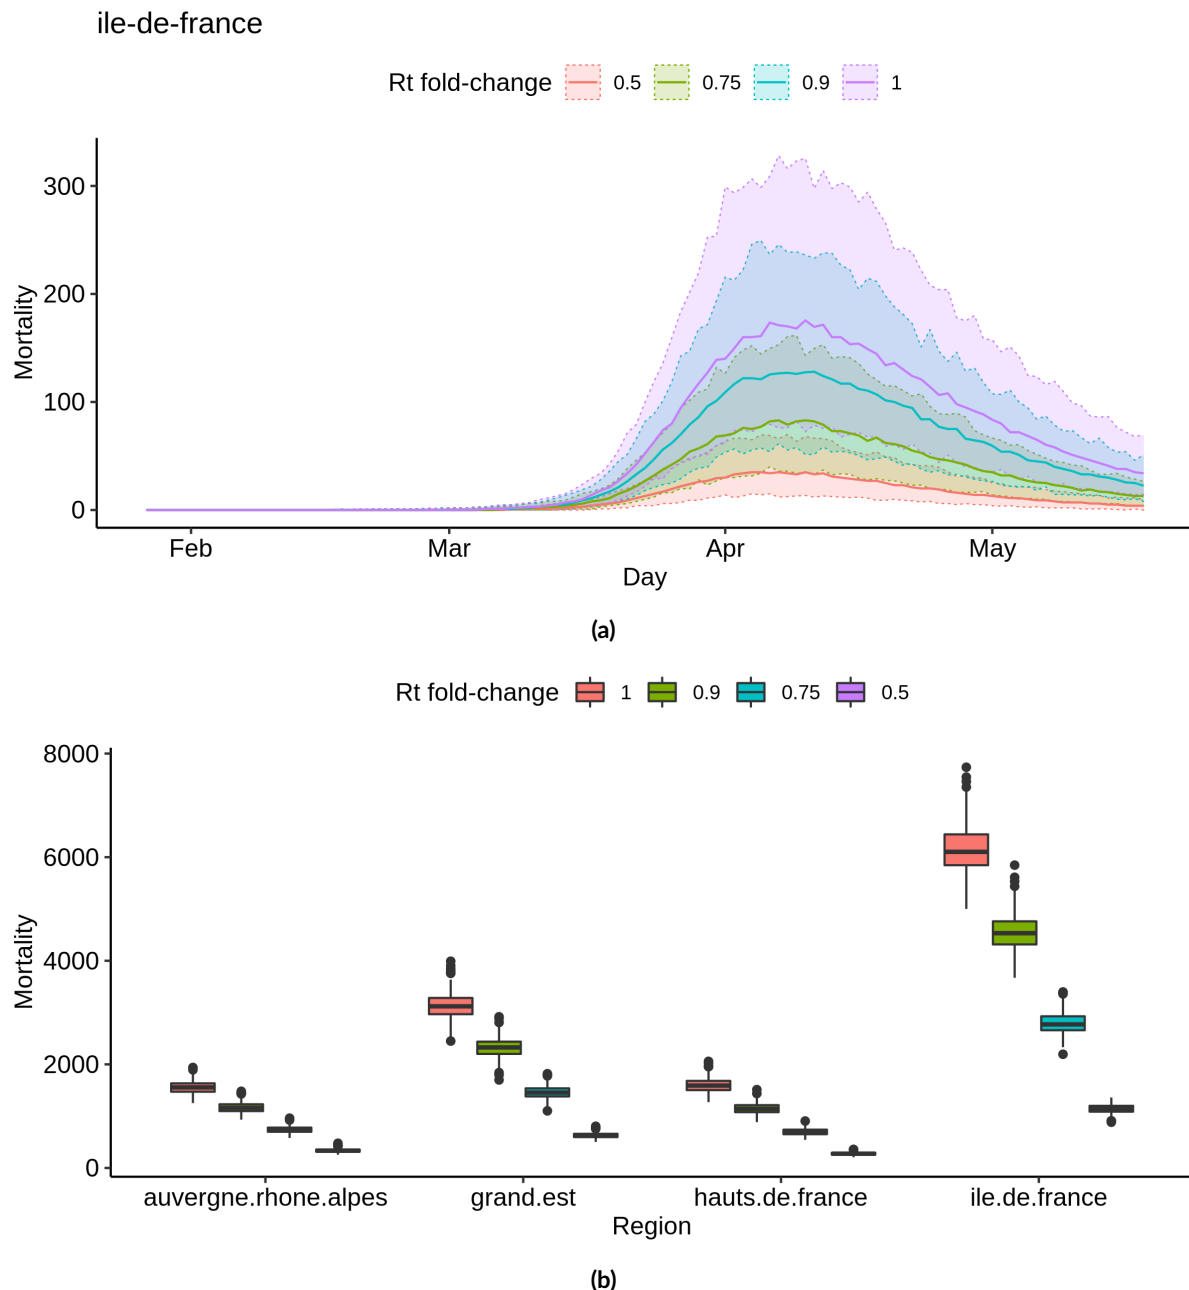 ile-de-france
Rt fold-change 0.5 0.75 0.9 1
Mortality
300
200
100
0
Feb Mar Apr May
Day
(a)
Rt fold-change 1 0.9 0.75 0.5
Mortality
8000
6000
4000
2000
0
auvergne.rhone.alpes grand.est hauts.de.france ile.de.france
Region
(b)